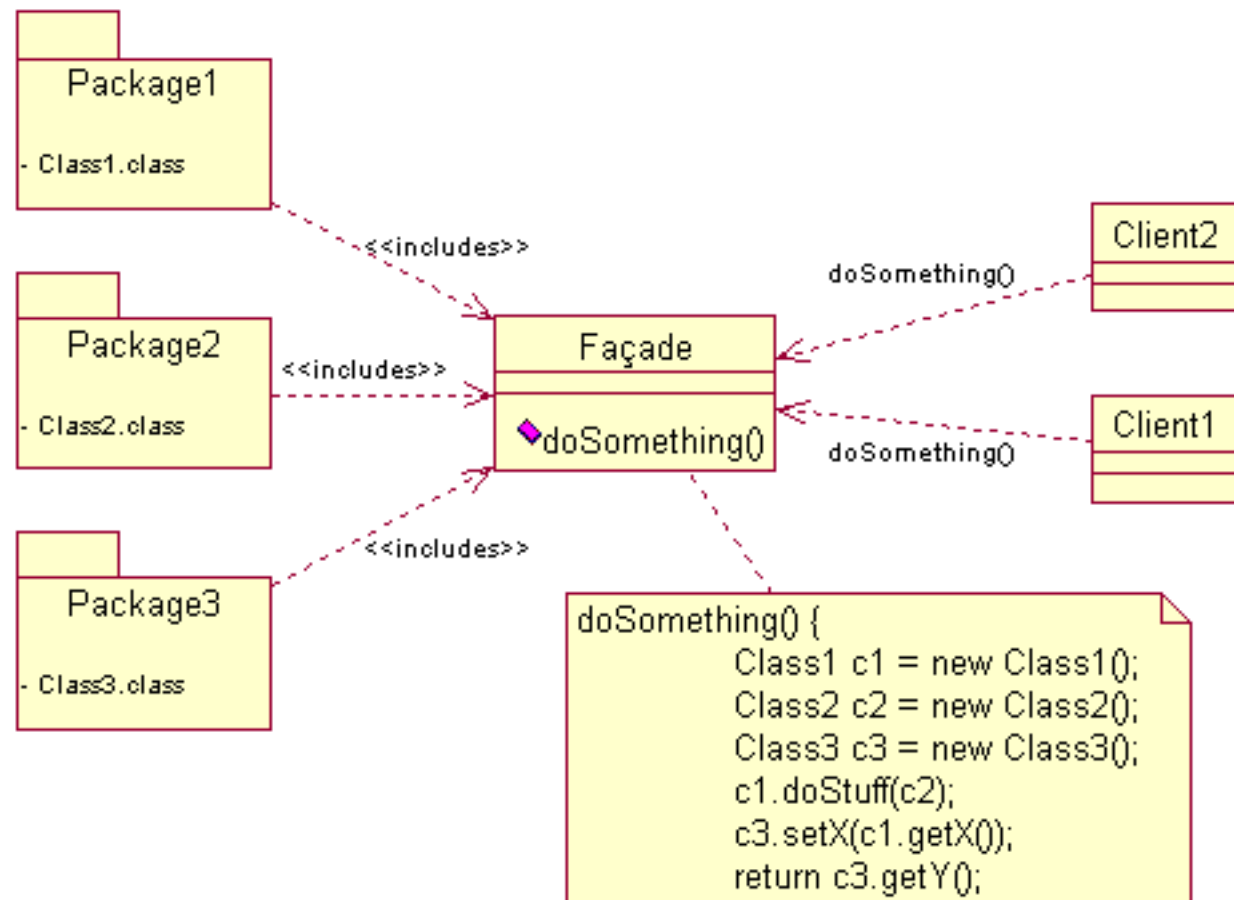 Package1
- Class1.class
<<includes>>
Package2
- Class2.class
<<includes>>
Package3
- Class3.class
<<includes>>
Façade
doSomething()
Client2
doSomething()
Client1
doSomething()
doSomething() {
Class1 c1 = new Class1();
Class2 c2 = new Class2();
Class3 c3 = new Class3();
c1.doStuff(c2);
c3.setX(c1.getX());
return c3.getY();